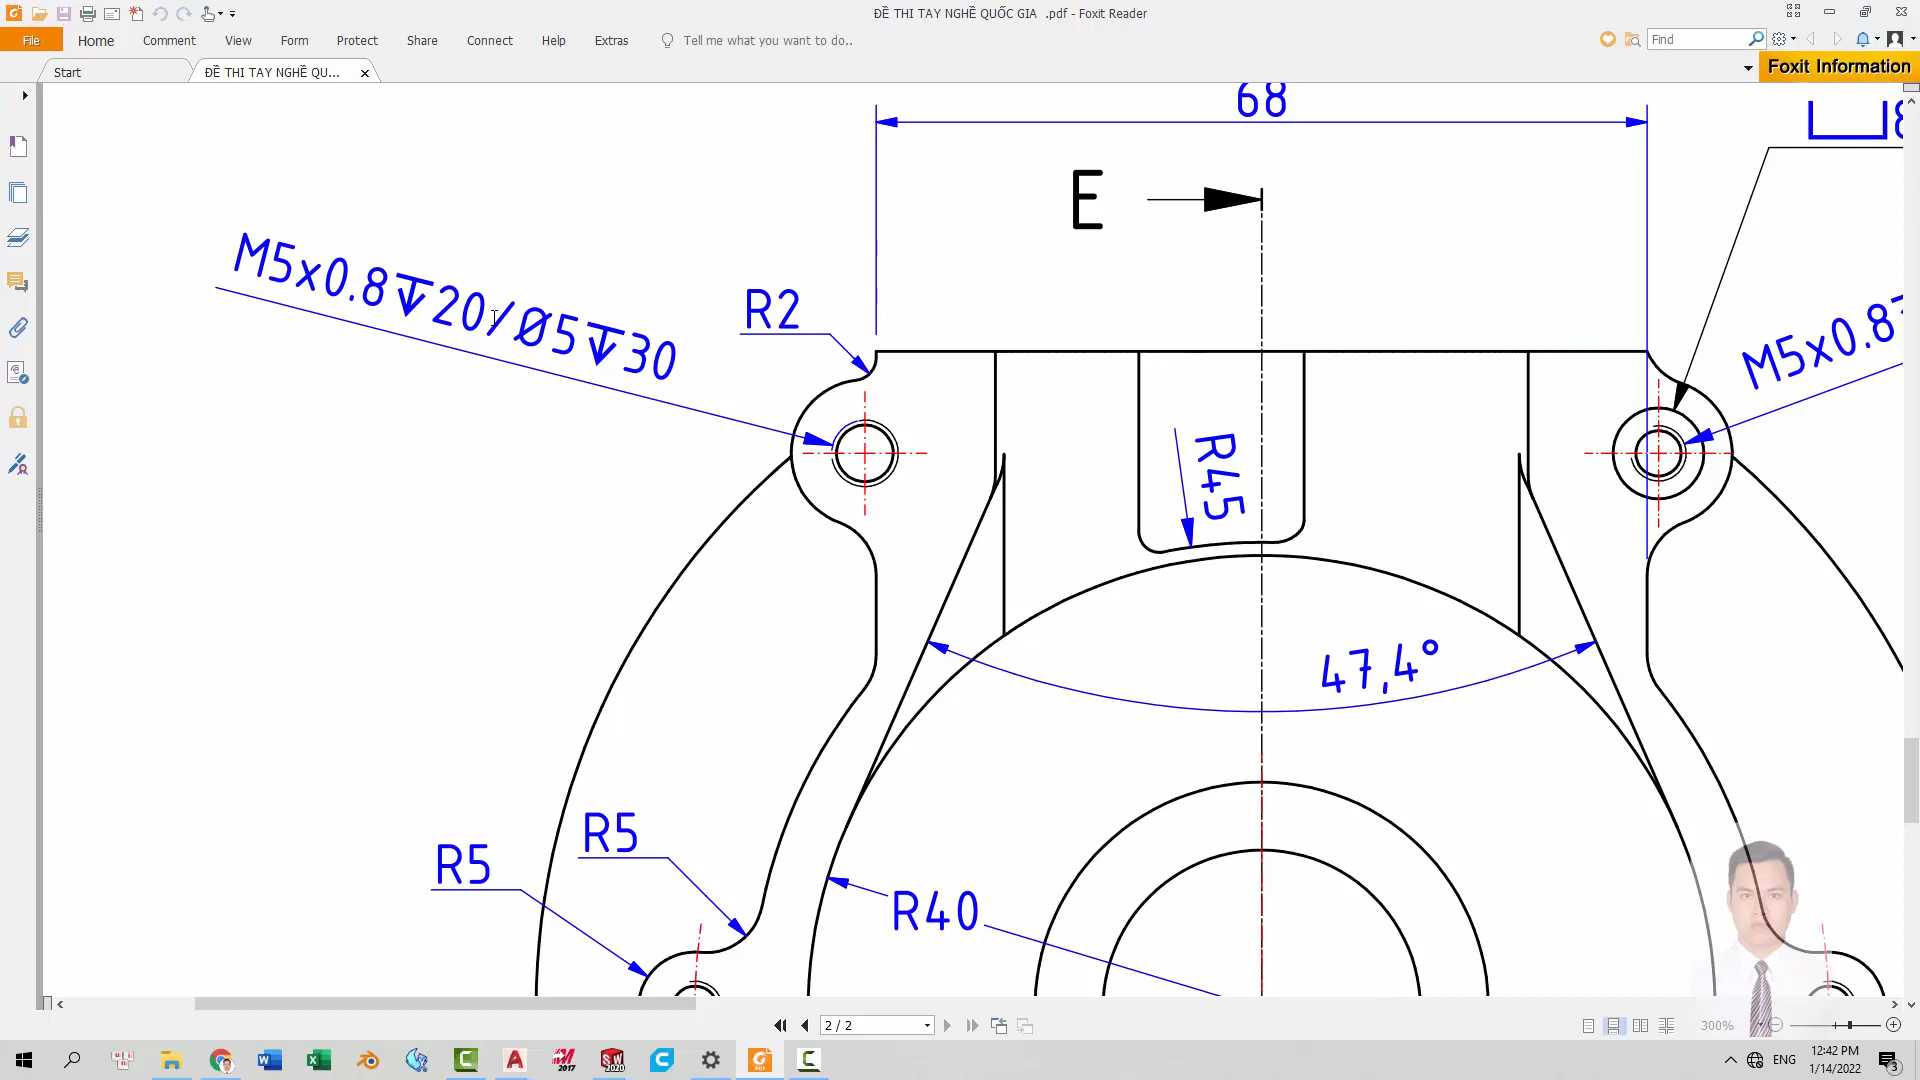 ĐỀ THI TAY NGHỀ QUỐC GIA .pdf - Foxit Reader
File Home Comment View Form Protect Share Connect Help Extras Tell me what you want to do.. Find
Start ĐỀ THI TAY NGHỀ QU... Foxit Information
68
E
M5x0.8↧20/Ø5↧30
R2
M5x0.8
R45
47,4°
R5
R5
R40
2 / 2 300%
ENG
12:42 PM
1/14/2022
2017
2020
3